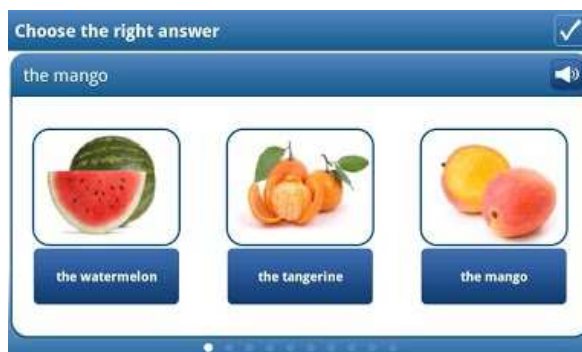 Choose the right answer
the mango
the watermelon
the tangerine
the mango